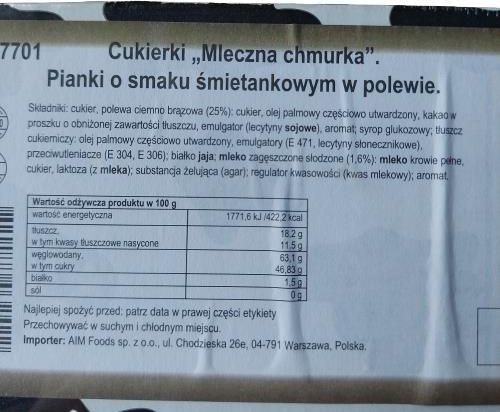 7701
Cukierki „Mleczna chmurka”.
Pianki o smaku śmietankowym w polewie.
Składniki: cukier, polewa ciemno brązowa (25%): cukier, olej palmowy częściowo utwardzony, kakao w
proszku o obniżonej zawartości tłuszczu, emulgator (lecytyny sojowe), aromat; syrop glukozowy; tłuszcz
cukierniczy: olej palmowy częściowo utwardzony, emulgatory (E 471, lecytyny słonecznikowe),
przeciwutleniacze (E 304, E 306); białko jaja; mleko zagęszczone słodzone (1,6%): mleko krowie pełne,
cukier, laktoza (z mleka); substancja żelująca (agar); regulator kwasowości (kwas mlekowy); aromat.
Wartość odżywcza produktu w 100 g
wartość energetyczna 1771,6 kJ /422,2 kcal
tłuszcz, 18,2 g
w tym kwasy tłuszczowe nasycone 11,5 g
węglowodany, 63,1 g
w tym cukry 46,83 g
białko 1,5 g
sól 0 g
Najlepiej spożyć przed: patrz data w prawej części etykiety
Przechowywać w suchym i chłodnym miejscu.
Importer: AIM Foods sp. z o.o., ul. Chodzieska 26e, 04-791 Warszawa, Polska.